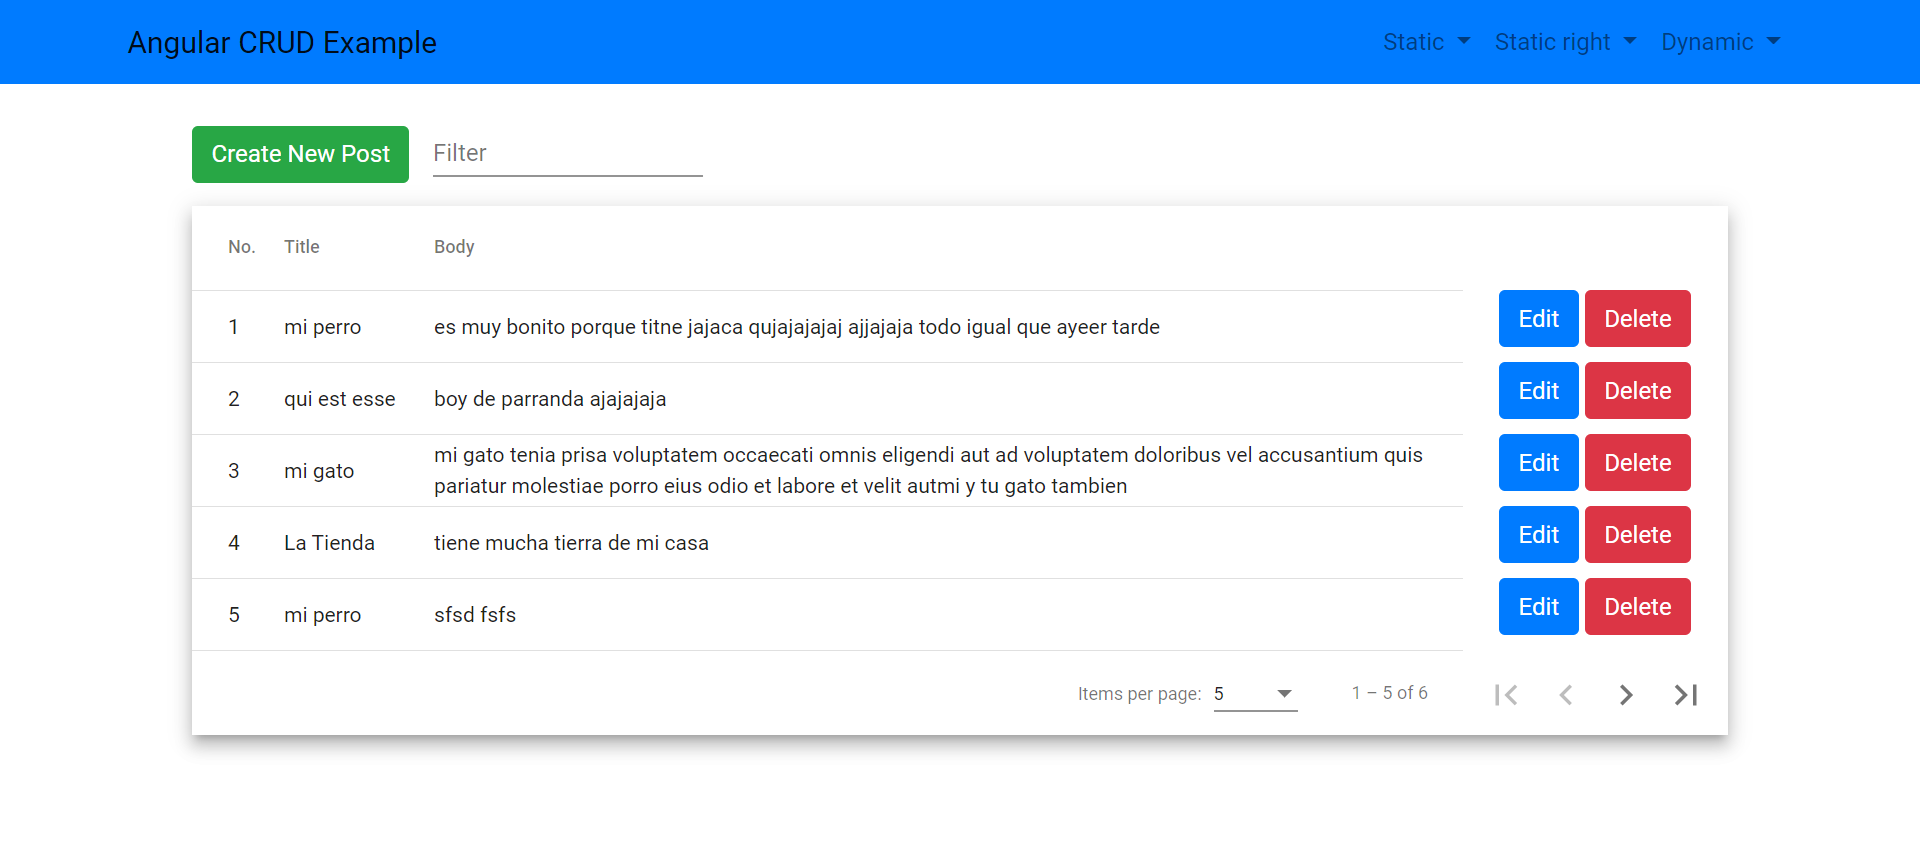 Angular CRUD Example Static Static right Dynamic
Create New Post Filter
No. Title Body
1 mi perro es muy bonito porque titne jajaca qujajajajaj ajjajaja todo igual que ayeer tarde Edit Delete
2 qui est esse boy de parranda ajajajaja Edit Delete
3 mi gato mi gato tenia prisa voluptatem occaecati omnis eligendi aut ad voluptatem doloribus vel accusantium quis
pariatur molestiae porro eius odio et labore et velit autmi y tu gato tambien Edit Delete
4 La Tienda tiene mucha tierra de mi casa Edit Delete
5 mi perro sfsd fsfs Edit Delete
Items per page: 5 1 – 5 of 6